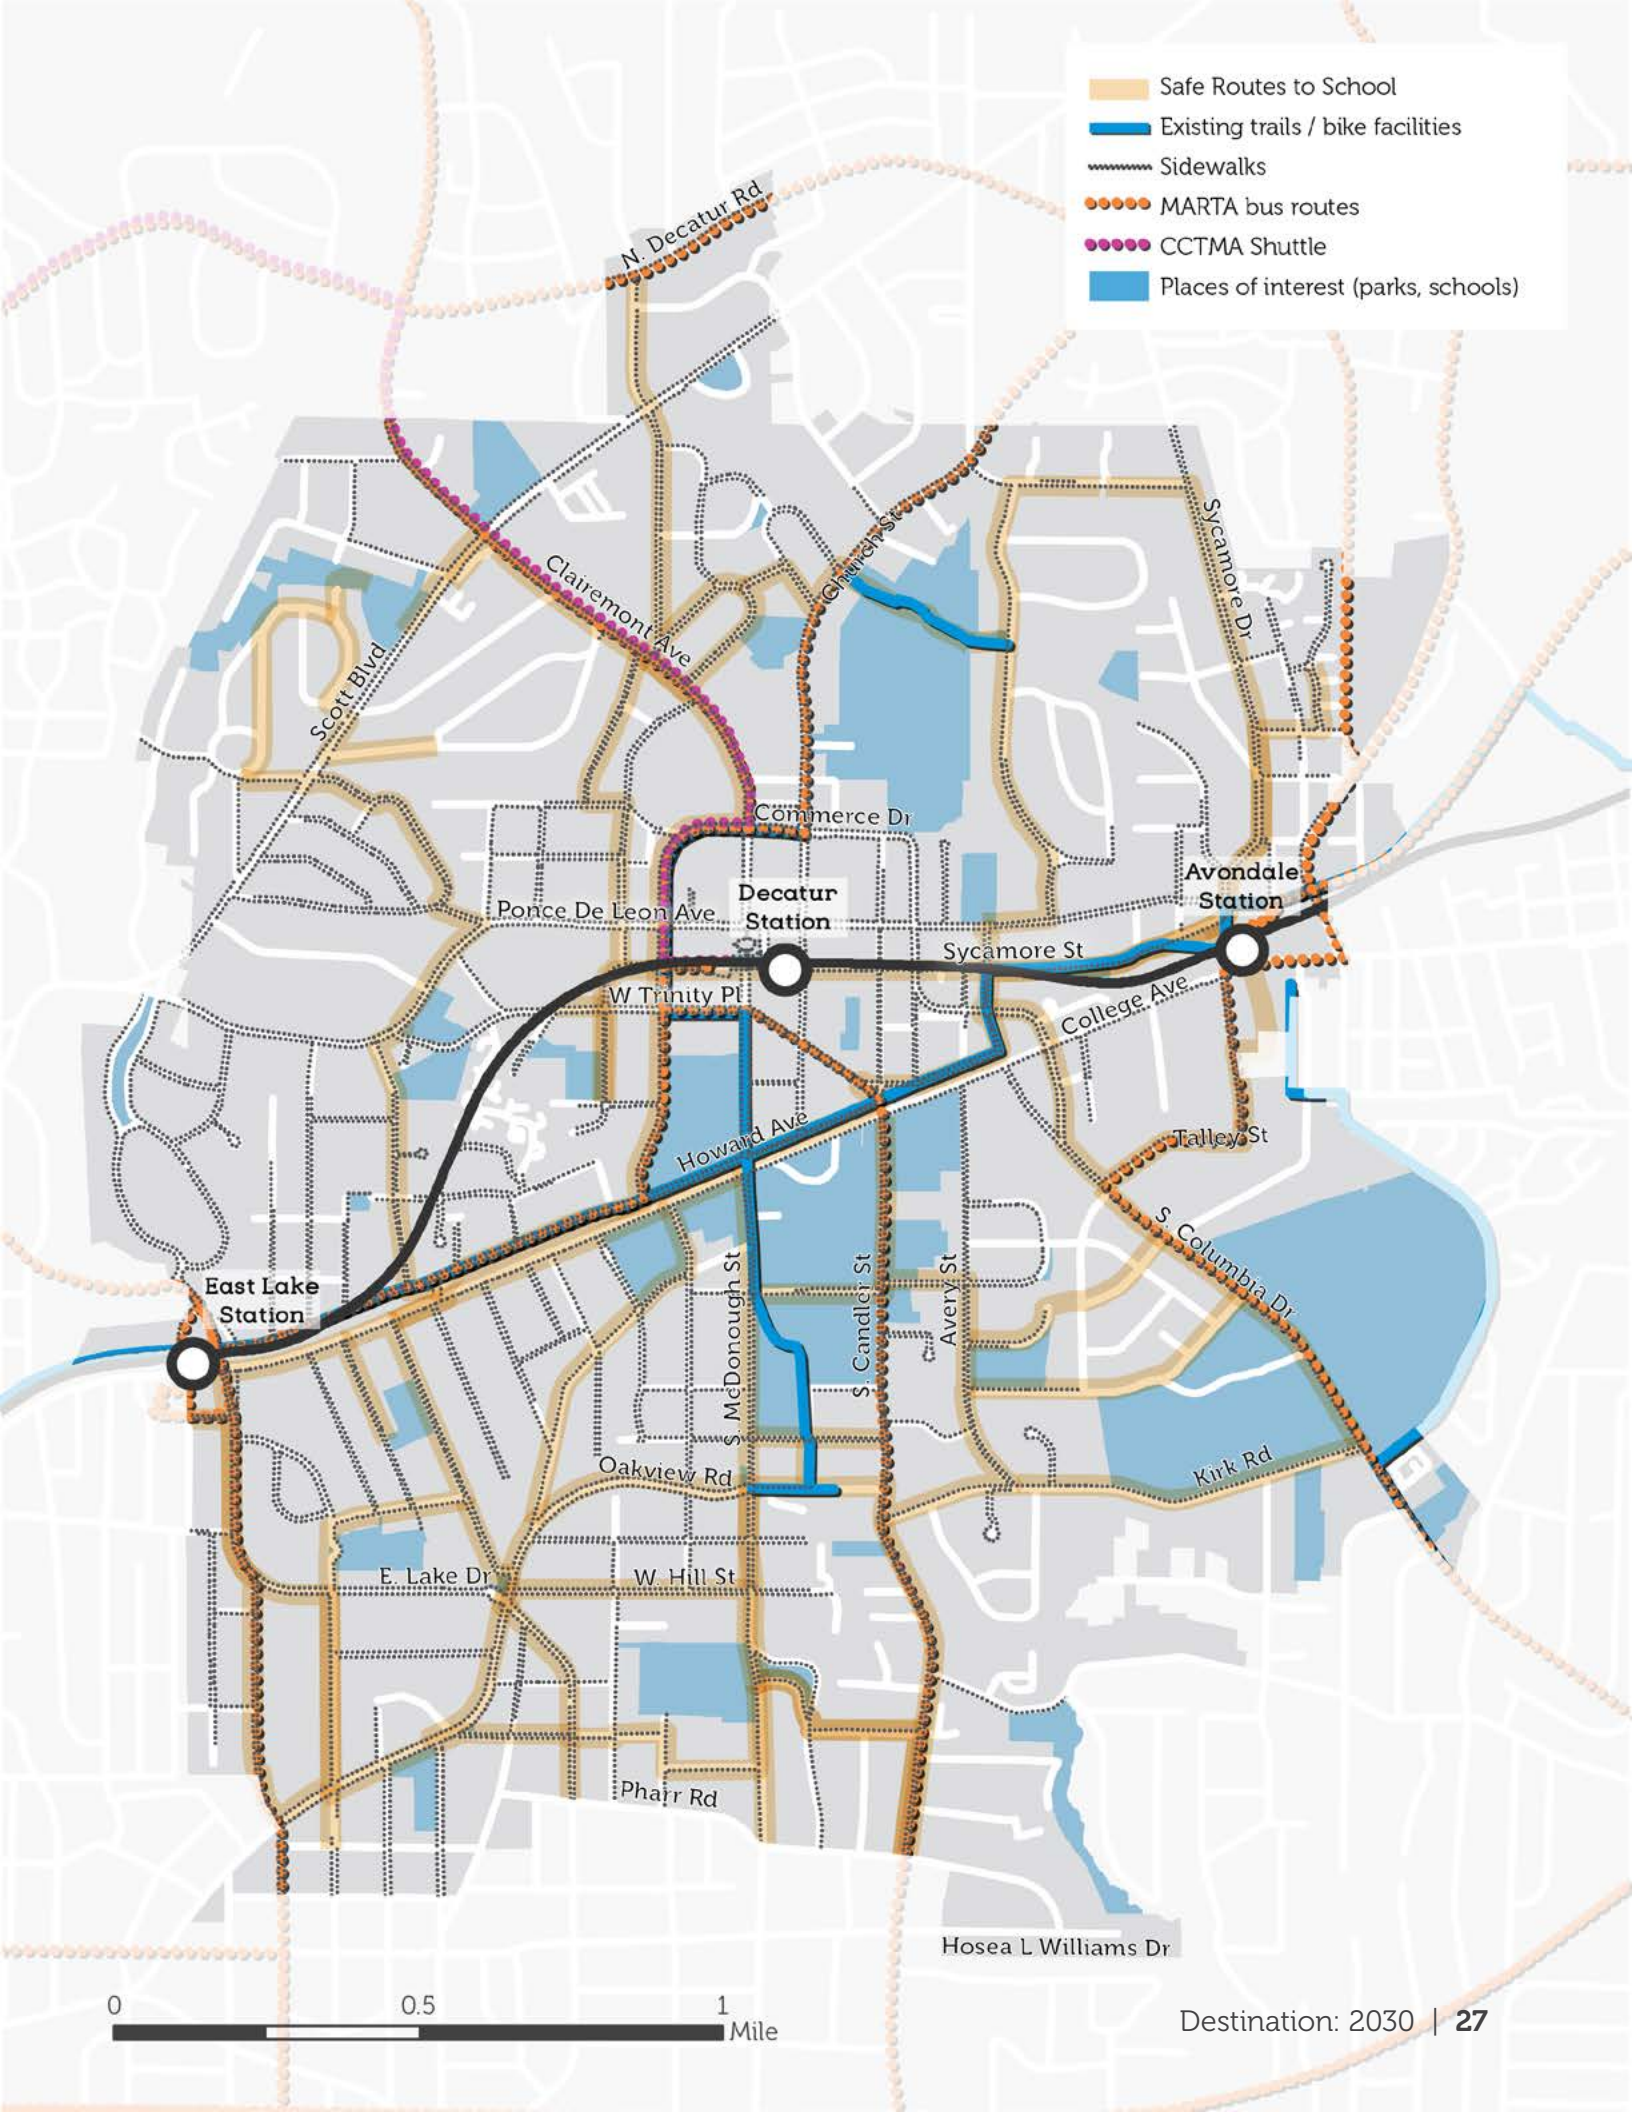 Safe Routes to School
Existing trails / bike facilities
Sidewalks
MARTA bus routes
CCTMA Shuttle
Places of interest (parks, schools)
N. Decatur Rd
Church St
Sycamore Dr
Clairemont Ave
Scott Blvd
Commerce Dr
Avondale
Station
Decatur
Station
Ponce De Leon Ave
Sycamore St
W Trinity Pl
College Ave
Howard Ave
Talley St
S. Columbia Dr
East Lake
Station
S. McDonough St
S. Candler St
Avery St
Oakview Rd
Kirk Rd
E. Lake Dr
W. Hill St
Pharr Rd
Hosea L Williams Dr
0 0.5 1
Mile
Destination: 2030 | 27